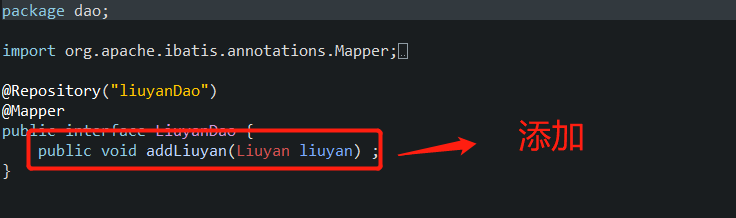 package dao;
import org.apache.ibatis.annotations.Mapper;
@Repository("liuyanDao")
@Mapper
public interface LiuyanDao {
public void addLiuyan(Liuyan liuyan) ;
添加
}